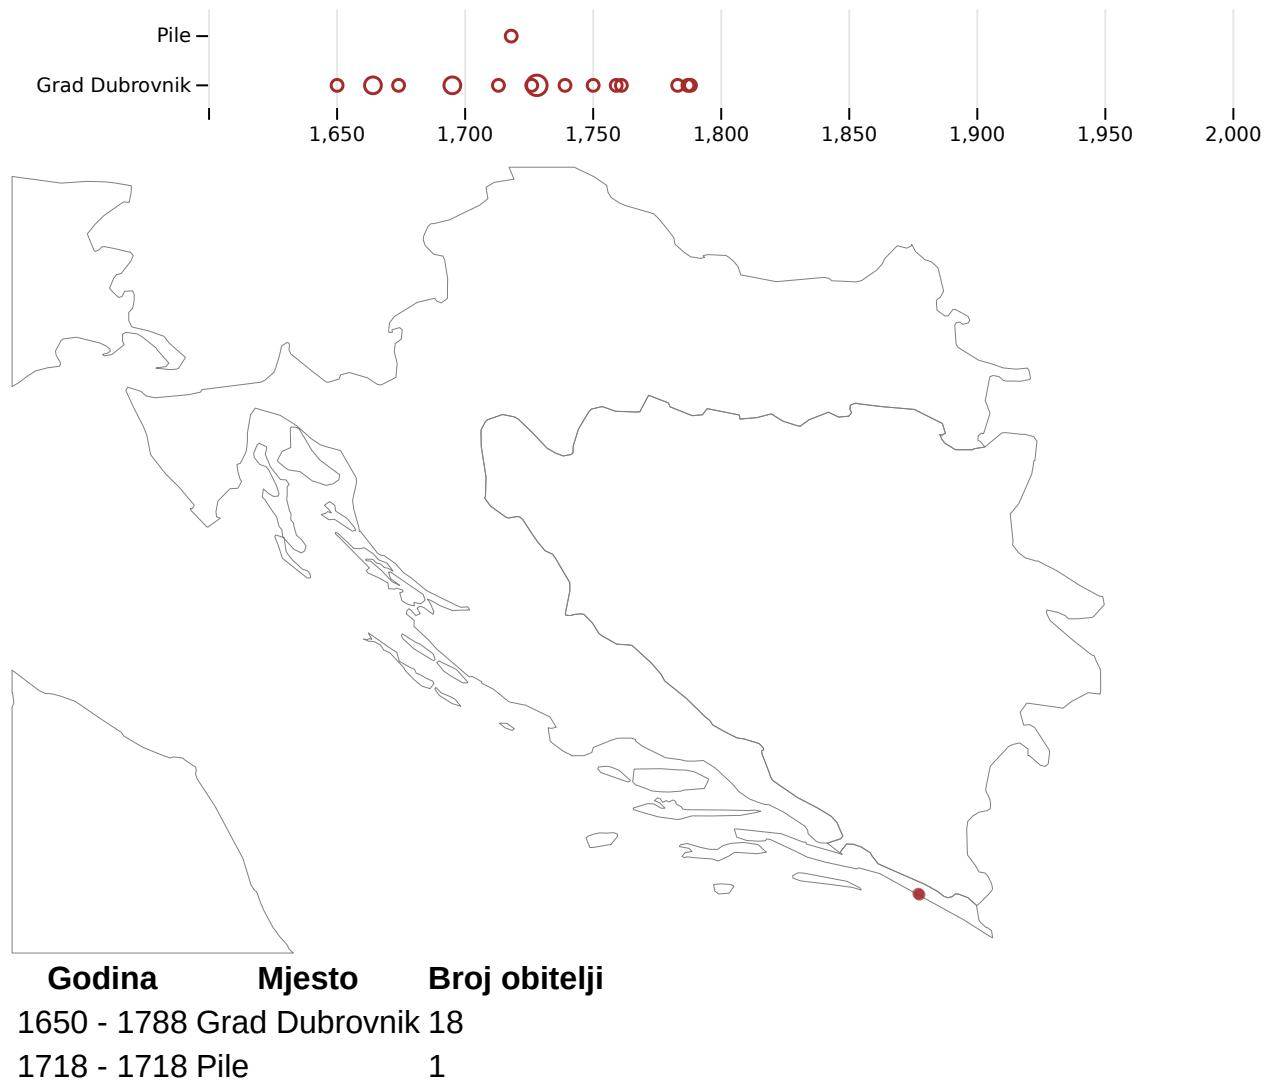 Pile
Grad Dubrovnik
1,650 1,700 1,750 1,800 1,850 1,900 1,950 2,000
Godina Mjesto Broj obitelji
1650 - 1788 Grad Dubrovnik 18
1718 - 1718 Pile 1